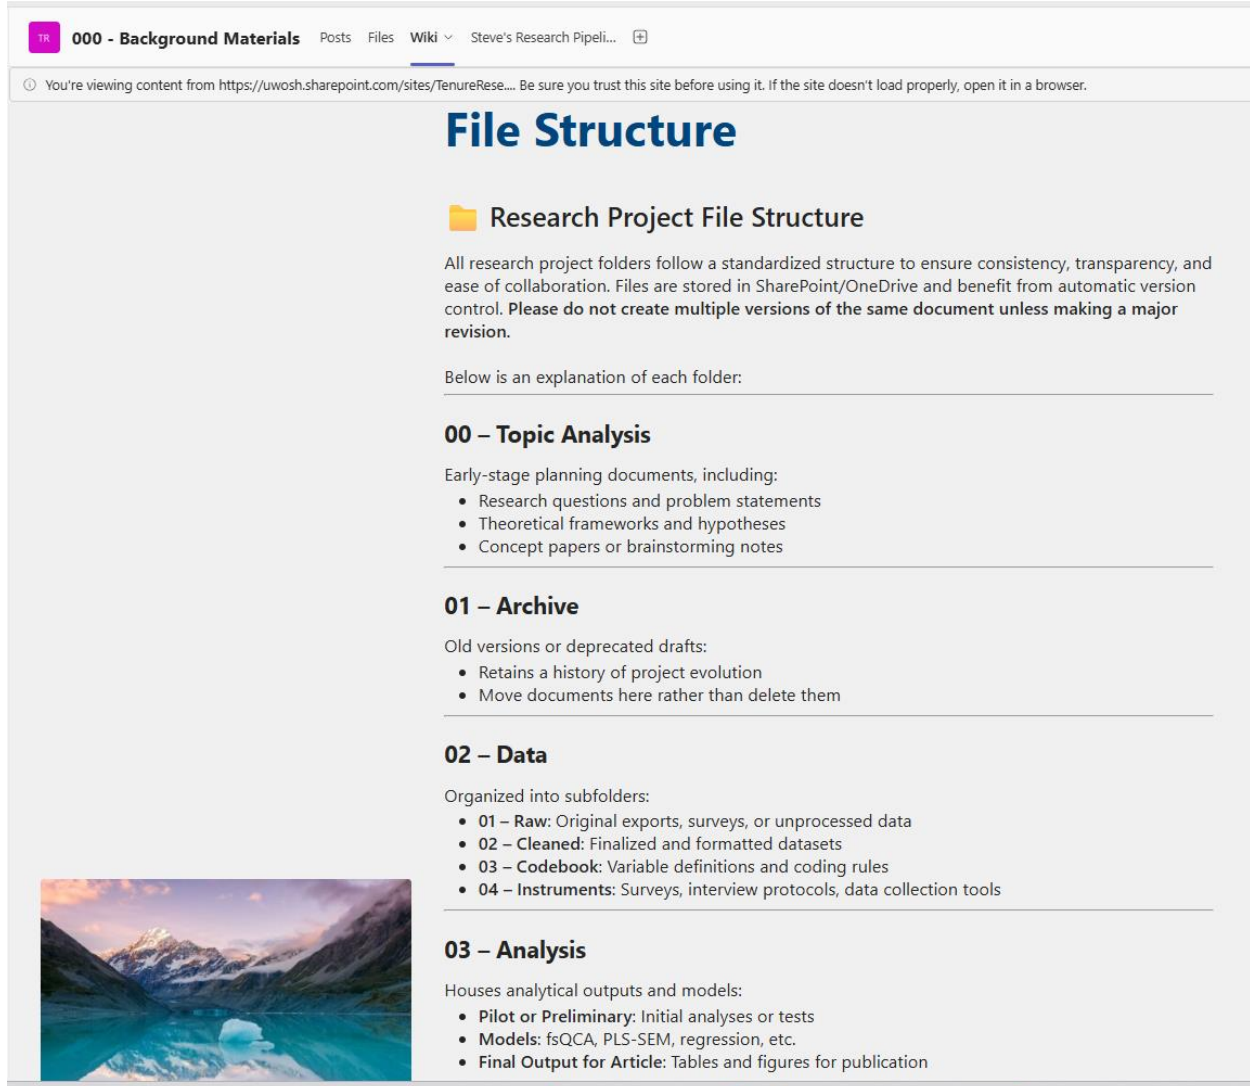 TR 000 - Background Materials Posts Files Wiki Steve's Research Pipeli...
You're viewing content from https://uwosh.sharepoint.com/sites/TenureRese.... Be sure you trust this site before using it. If the site doesn't load properly, open it in a browser.
File Structure
Research Project File Structure
All research project folders follow a standardized structure to ensure consistency, transparency, and
ease of collaboration. Files are stored in SharePoint/OneDrive and benefit from automatic version
control. Please do not create multiple versions of the same document unless making a major
revision.
Below is an explanation of each folder:
00 – Topic Analysis
Early-stage planning documents, including:
• Research questions and problem statements
• Theoretical frameworks and hypotheses
• Concept papers or brainstorming notes
01 – Archive
Old versions or deprecated drafts:
• Retains a history of project evolution
• Move documents here rather than delete them
02 – Data
Organized into subfolders:
• 01 – Raw: Original exports, surveys, or unprocessed data
• 02 – Cleaned: Finalized and formatted datasets
• 03 – Codebook: Variable definitions and coding rules
• 04 – Instruments: Surveys, interview protocols, data collection tools
03 – Analysis
Houses analytical outputs and models:
• Pilot or Preliminary: Initial analyses or tests
• Models: fsQCA, PLS-SEM, regression, etc.
• Final Output for Article: Tables and figures for publication